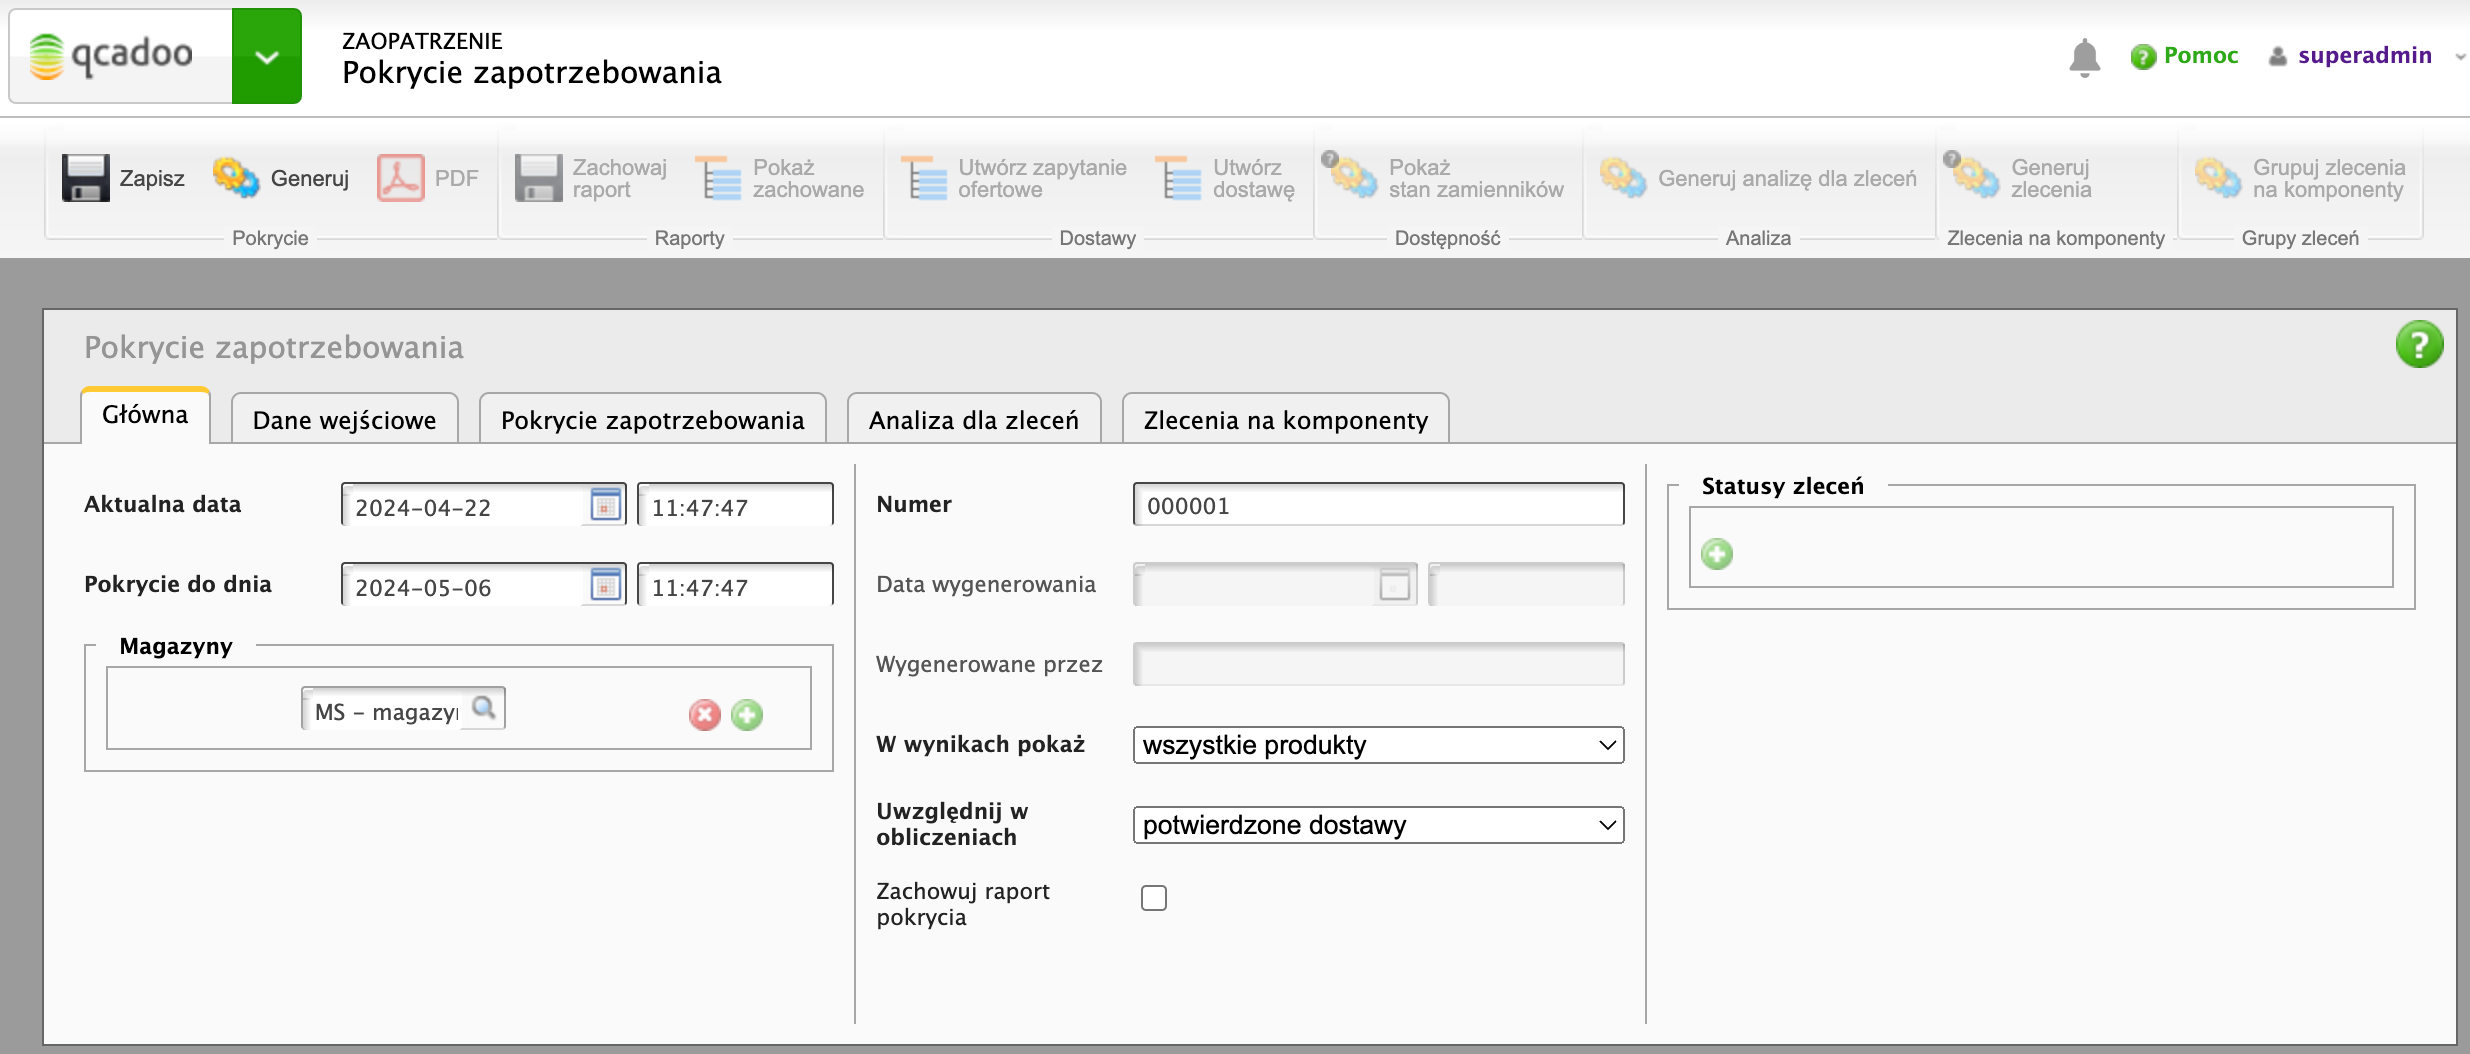 qcadoo
ZAOPATRZENIE
Pokrycie zapotrzebowania
Pomoc
superadmin
Zapisz
Generuj
PDF
Pokrycie
Zachowaj
raport
Pokaż
zachowane
Raporty
Utwórz zapytanie
ofertowe
Utwórz
dostawę
Dostawy
Pokaż
stan zamienników
Dostępność
Generuj analizę dla zleceń
Analiza
Generuj
zlecenia
Zlecenia na komponenty
Grupuj zlecenia
na komponenty
Grupy zleceń
Pokrycie zapotrzebowania
Główna
Dane wejściowe
Pokrycie zapotrzebowania
Analiza dla zleceń
Zlecenia na komponenty
Aktualna data
2024-04-22
11:47:47
Pokrycie do dnia
2024-05-06
11:47:47
Magazyny
MS - magazyn
Numer
000001
Data wygenerowania
Wygenerowane przez
W wynikach pokaż
wszystkie produkty
Uwzględnij w
obliczeniach
potwierdzone dostawy
Zachowuj raport
pokrycia
Statusy zleceń